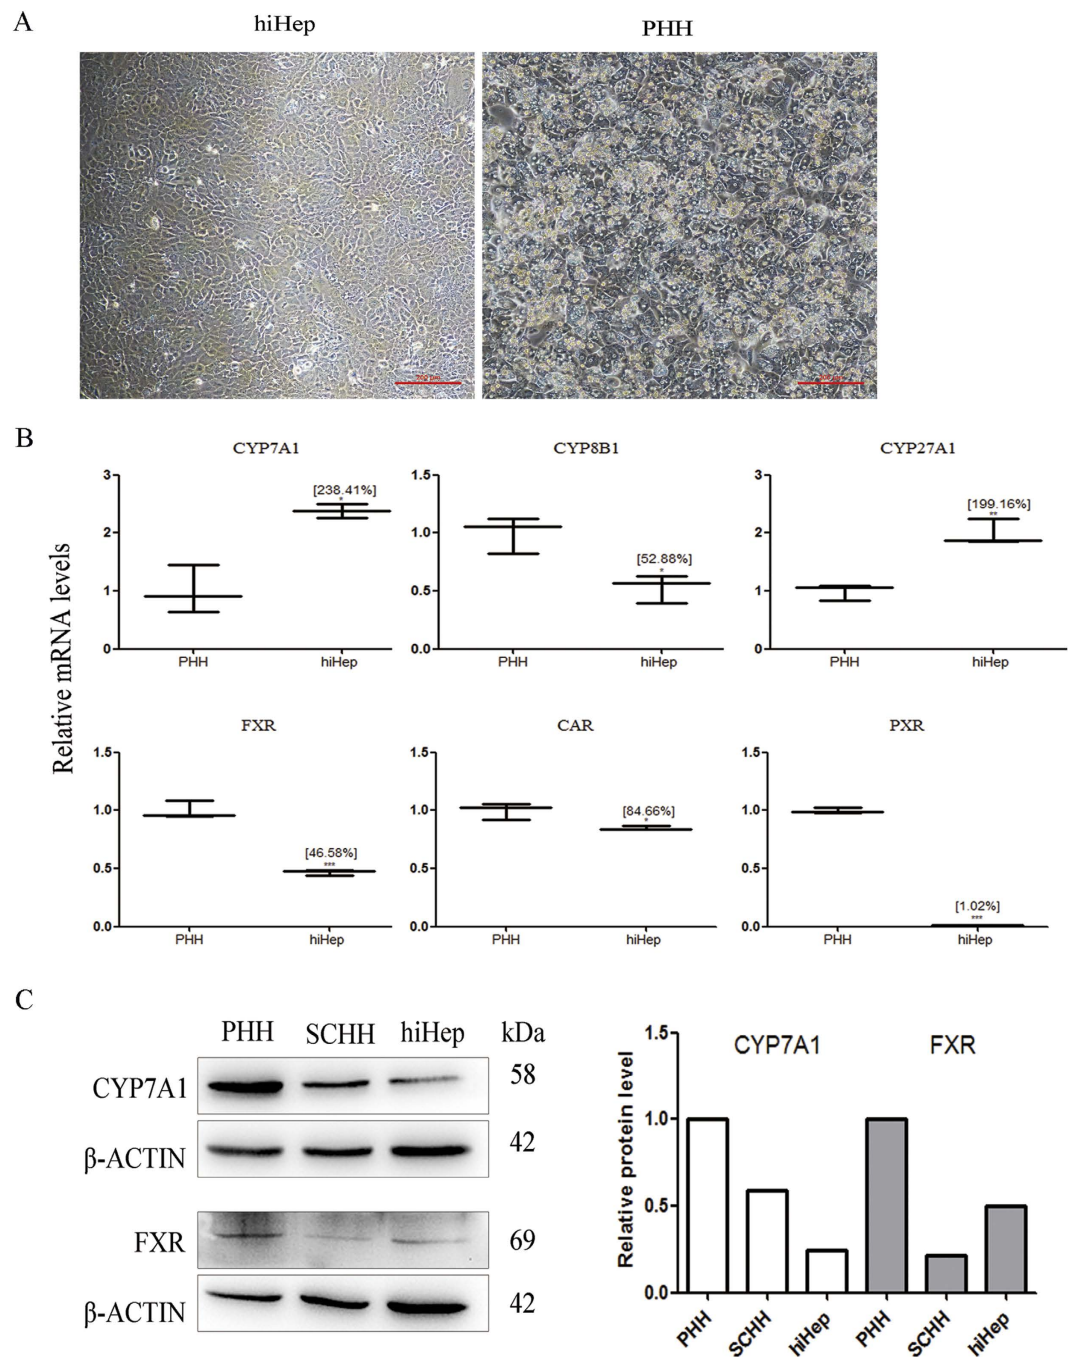 A
hiHep
PHH
B
Relative mRNA levels
CYP7A1
3
2
1
0
[238.41%]
*
PHH
hiHep
CYP8B1
1.5
1.0
0.5
0.0
[52.88%]
*
PHH
hiHep
CYP27A1
3
2
1
0
[199.16%]
**
PHH
hiHep
FXR
1.5
1.0
0.5
0.0
[46.58%]
***
PHH
hiHep
CAR
1.5
1.0
0.5
0.0
[84.66%]
*
PHH
hiHep
PXR
1.5
1.0
0.5
0.0
[1.02%]
***
PHH
hiHep
C
PHH SCHH hiHep kDa
CYP7A1 58
β-ACTIN 42
FXR 69
β-ACTIN 42
Relative protein level
1.5
1.0
0.5
0.0
CYP7A1 FXR
PHH SCHH hiHep PHH SCHH hiHep